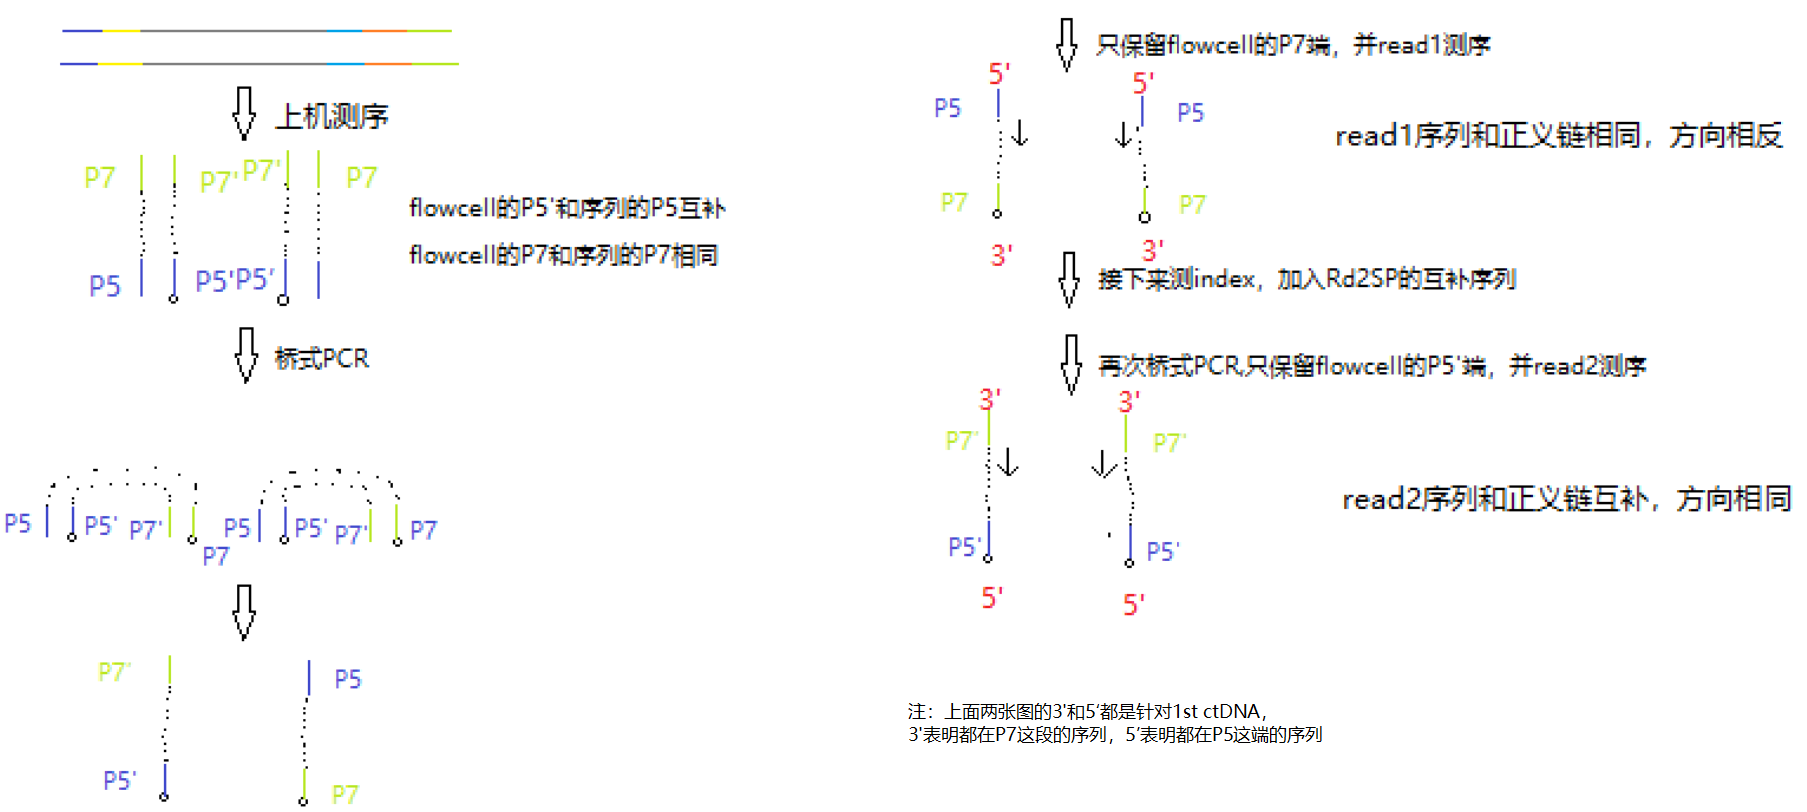 上机测序
P7
P7'
P7'
P7
flowcell的P5'和序列的P5互补
flowcell的P7和序列的P7相同
P5
P5'
P5'
桥式PCR
P5
P5'
P7'
P7
P5
P5'
P7'
P7
P7'
P5
P5'
P7
只保留flowcell的P7端，并read1测序
5'
5'
P5
P5
read1序列和正义链相同，方向相反
P7
P7
3'
3'
接下来测index，加入Rd2SP的互补序列
再次桥式PCR,只保留flowcell的P5'端，并read2测序
3'
3'
P7'
P7'
read2序列和正义链互补，方向相同
P5'
P5'
5'
5'
注：上面两张图的3'和5‘都是针对1st ctDNA，
3’表明都在P7这段的序列，5’表明都在P5这端的序列